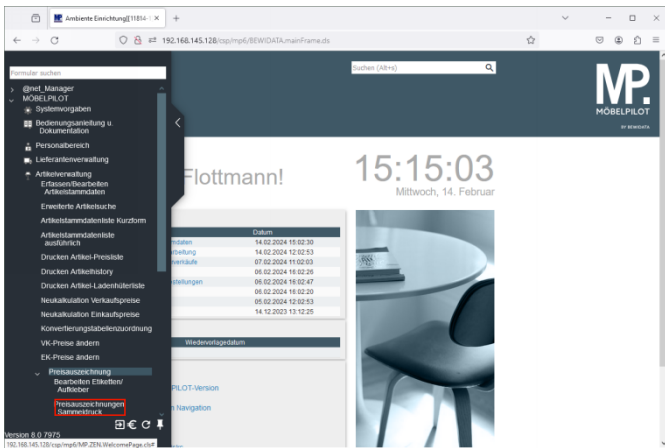 Ambiente Einrichtung[[11814-
192.168.145.128/csp/mp6/BEWIDATA.mainFrame.cls
Formular suchen
@net_Manager
MÖBELPILOT
Systemvorgaben
Bedienungsanleitung u.
Dokumentation
Personalbereich
Lieferantenverwaltung
Artikelverwaltung
Erfassen/Bearbeiten
Artikelstammdaten
Erweiterte Artikelsuche
Artikelstammdatenliste Kurzform
Artikelstammdatenliste
ausführlich
Drucken Artikel-Preisliste
Drucken Artikelhistory
Drucken Artikel-Ladenhüterliste
Neukalkulation Verkaufspreise
Neukalkulation Einkaufspreise
Konvertierungstabellenzuordnung
VK-Preise ändern
EK-Preise ändern
Preisauszeichnung
Bearbeiten Etiketten/
Aufkleber
Preisauszeichnungen
Sammeldruck
Version 8.0 7975
192.168.145.128/csp/mp6/MP.ZEN.WelcomePage.cls#
Suchen (Alt+s)
MP.
MÖBELPILOT
BY BEWIDATA
Flottmann!
15:15:03
Mittwoch, 14. Februar
Datum
14.02.2024 15:02:30
14.02.2024 12:02:53
07.02.2024 11:02:03
06.02.2024 16:02:26
06.02.2024 16:02:47
06.02.2024 16:02:20
05.02.2024 12:02:53
14.12.2023 13:12:25
Wiedervorlagedatum
PILOT-Version
n Navigation